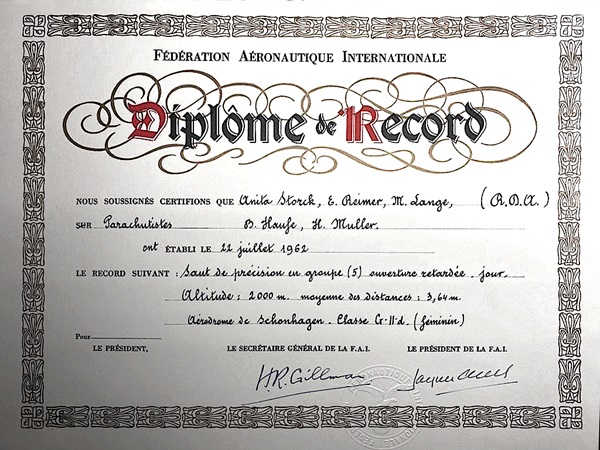 FÉDÉRATION AÉRONAUTIQUE INTERNATIONALE
Diplôme de Record
NOUS SOUSSIGNÉS CERTIFIONS QUE Anita Storck, E. Reimer, M. Lange, (R.D.A.)
SUR Parachutistes B. Haufe, H. Muller.
ont ÉTABLI LE 22 juillet 1962
LE RECORD SUIVANT : Saut de précision en groupe (5) ouverture retardée. jour.
Altitude : 2000 m. moyenne des distances : 3,64 m.
Aérodrome de Schonhagen. Classe G-II-d. (féminin)
Pour
LE PRÉSIDENT, LE SECRÉTAIRE GÉNÉRAL DE LA F.A.I. LE PRÉSIDENT DE LA F.A.I.
H.R. Gillman